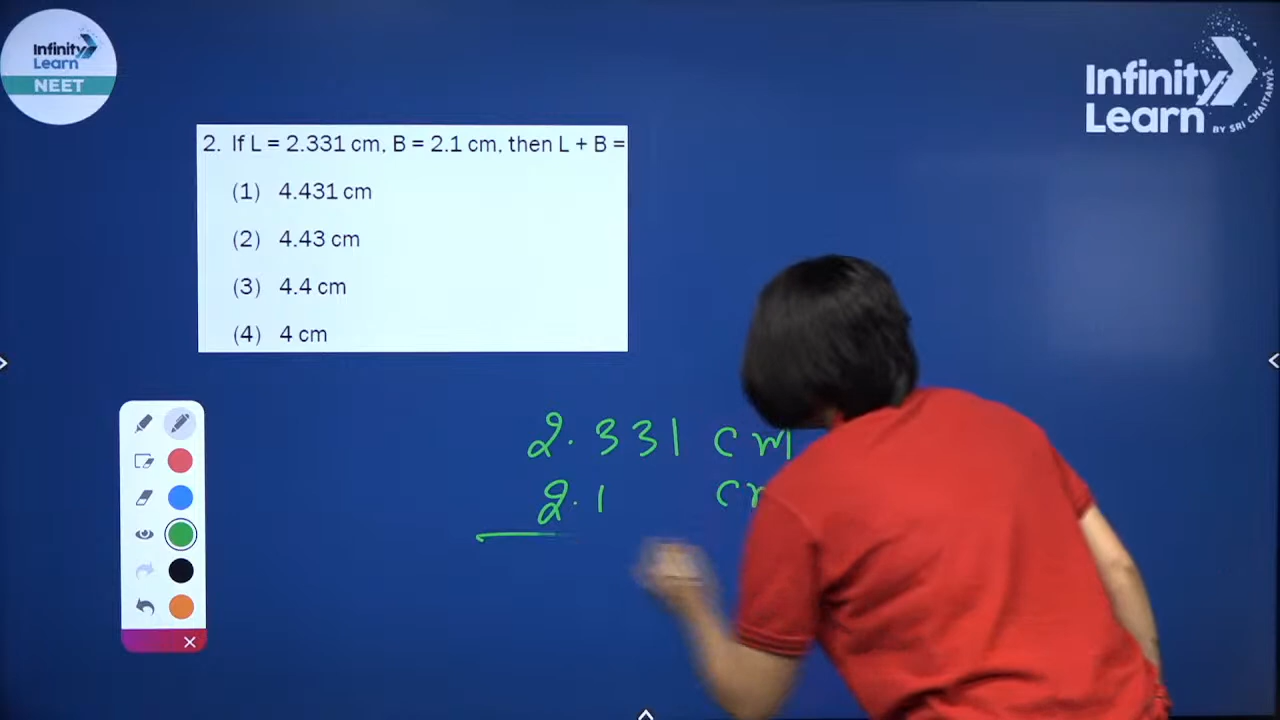 Infinity
Learn
NEET
Infinity
Learn
BY SRI CHAITANYA
2. If L = 2.331 cm, B = 2.1 cm, then L + B =
(1) 4.431 cm
(2) 4.43 cm
(3) 4.4 cm
(4) 4 cm
2.331 cm
2.1